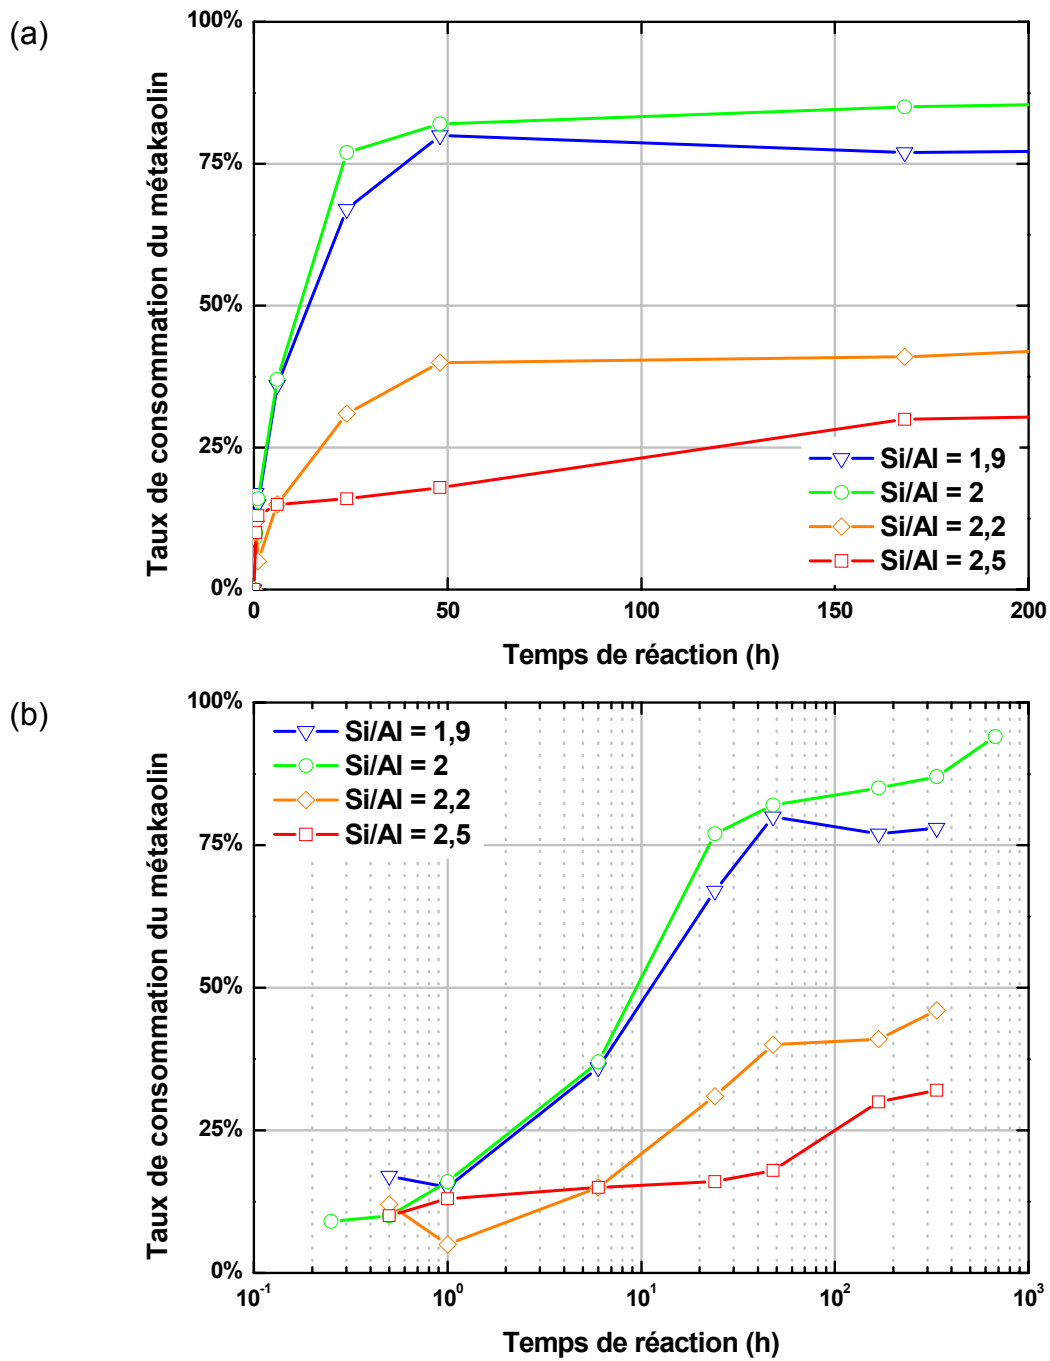 (a)
Taux de consommation du métakaolin
100%
75%
50%
25%
0%
Si/Al = 1,9
Si/Al = 2
Si/Al = 2,2
Si/Al = 2,5
0 50 100 150 200
Temps de réaction (h)
(b)
Taux de consommation du métakaolin
100%
75%
50%
25%
0%
Si/Al = 1,9
Si/Al = 2
Si/Al = 2,2
Si/Al = 2,5
10⁻¹ 10⁰ 10¹ 10² 10³
Temps de réaction (h)